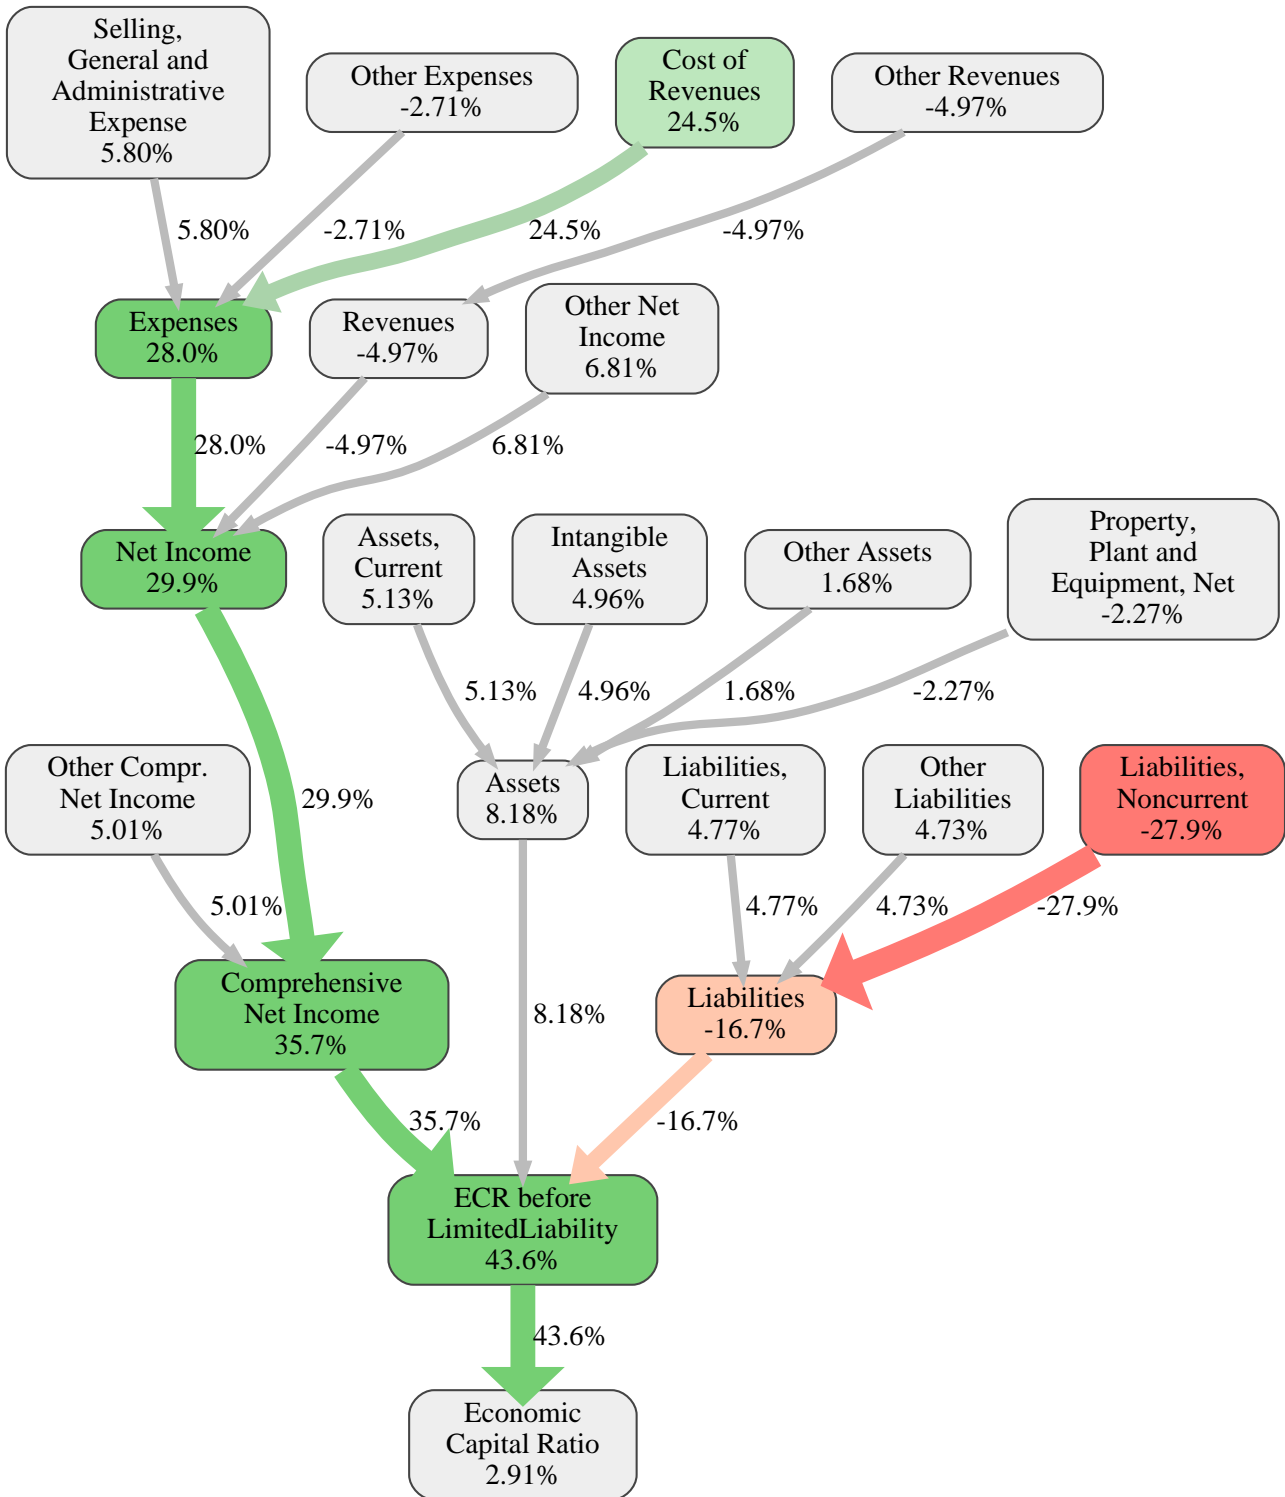 Selling,
General and
Administrative
Expense
5.80%
Other Expenses
-2.71%
Cost of
Revenues
24.5%
Other Revenues
-4.97%
5.80%
-2.71%
24.5%
-4.97%
Expenses
28.0%
Revenues
-4.97%
Other Net
Income
6.81%
28.0%
-4.97%
6.81%
Net Income
29.9%
Assets,
Current
5.13%
Intangible
Assets
4.96%
Other Assets
1.68%
Property,
Plant and
Equipment, Net
-2.27%
5.13%
4.96%
1.68%
-2.27%
Other Compr.
Net Income
5.01%
29.9%
Assets
8.18%
Liabilities,
Current
4.77%
Other
Liabilities
4.73%
Liabilities,
Noncurrent
-27.9%
5.01%
4.77%
4.73%
-27.9%
Comprehensive
Net Income
35.7%
8.18%
Liabilities
-16.7%
35.7%
-16.7%
ECR before
LimitedLiability
43.6%
43.6%
Economic
Capital Ratio
2.91%